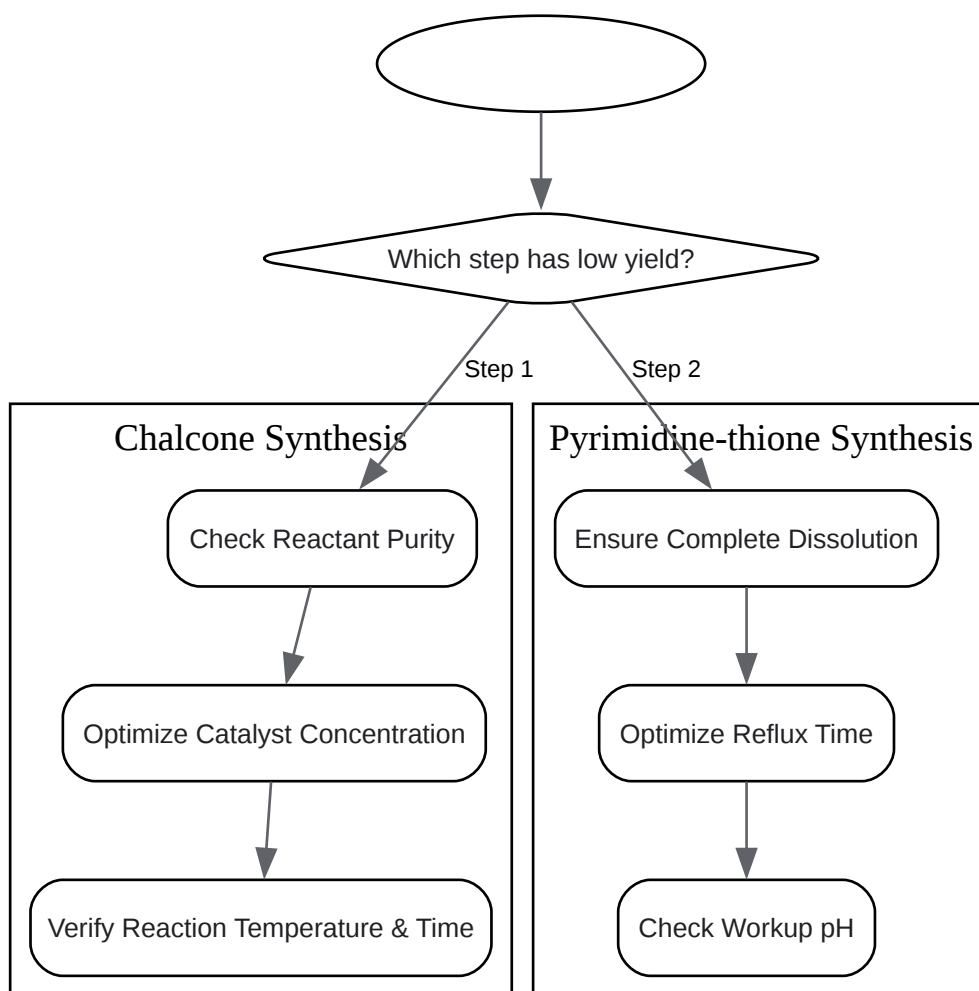 Which step has low yield?
Step 1
Step 2
Chalcone Synthesis
Check Reactant Purity
Optimize Catalyst Concentration
Verify Reaction Temperature & Time
Pyrimidine-thione Synthesis
Ensure Complete Dissolution
Optimize Reflux Time
Check Workup pH